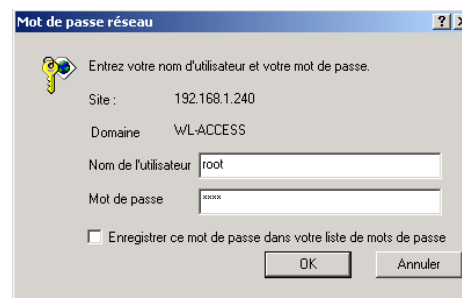 Mot de passe réseau
Entrez votre nom d'utilisateur et votre mot de passe.
Site : 192.168.1.240
Domaine WL-ACCESS
Nom de l'utilisateur root
Mot de passe ××××
Enregistrer ce mot de passe dans votre liste de mots de passe
OK Annuler